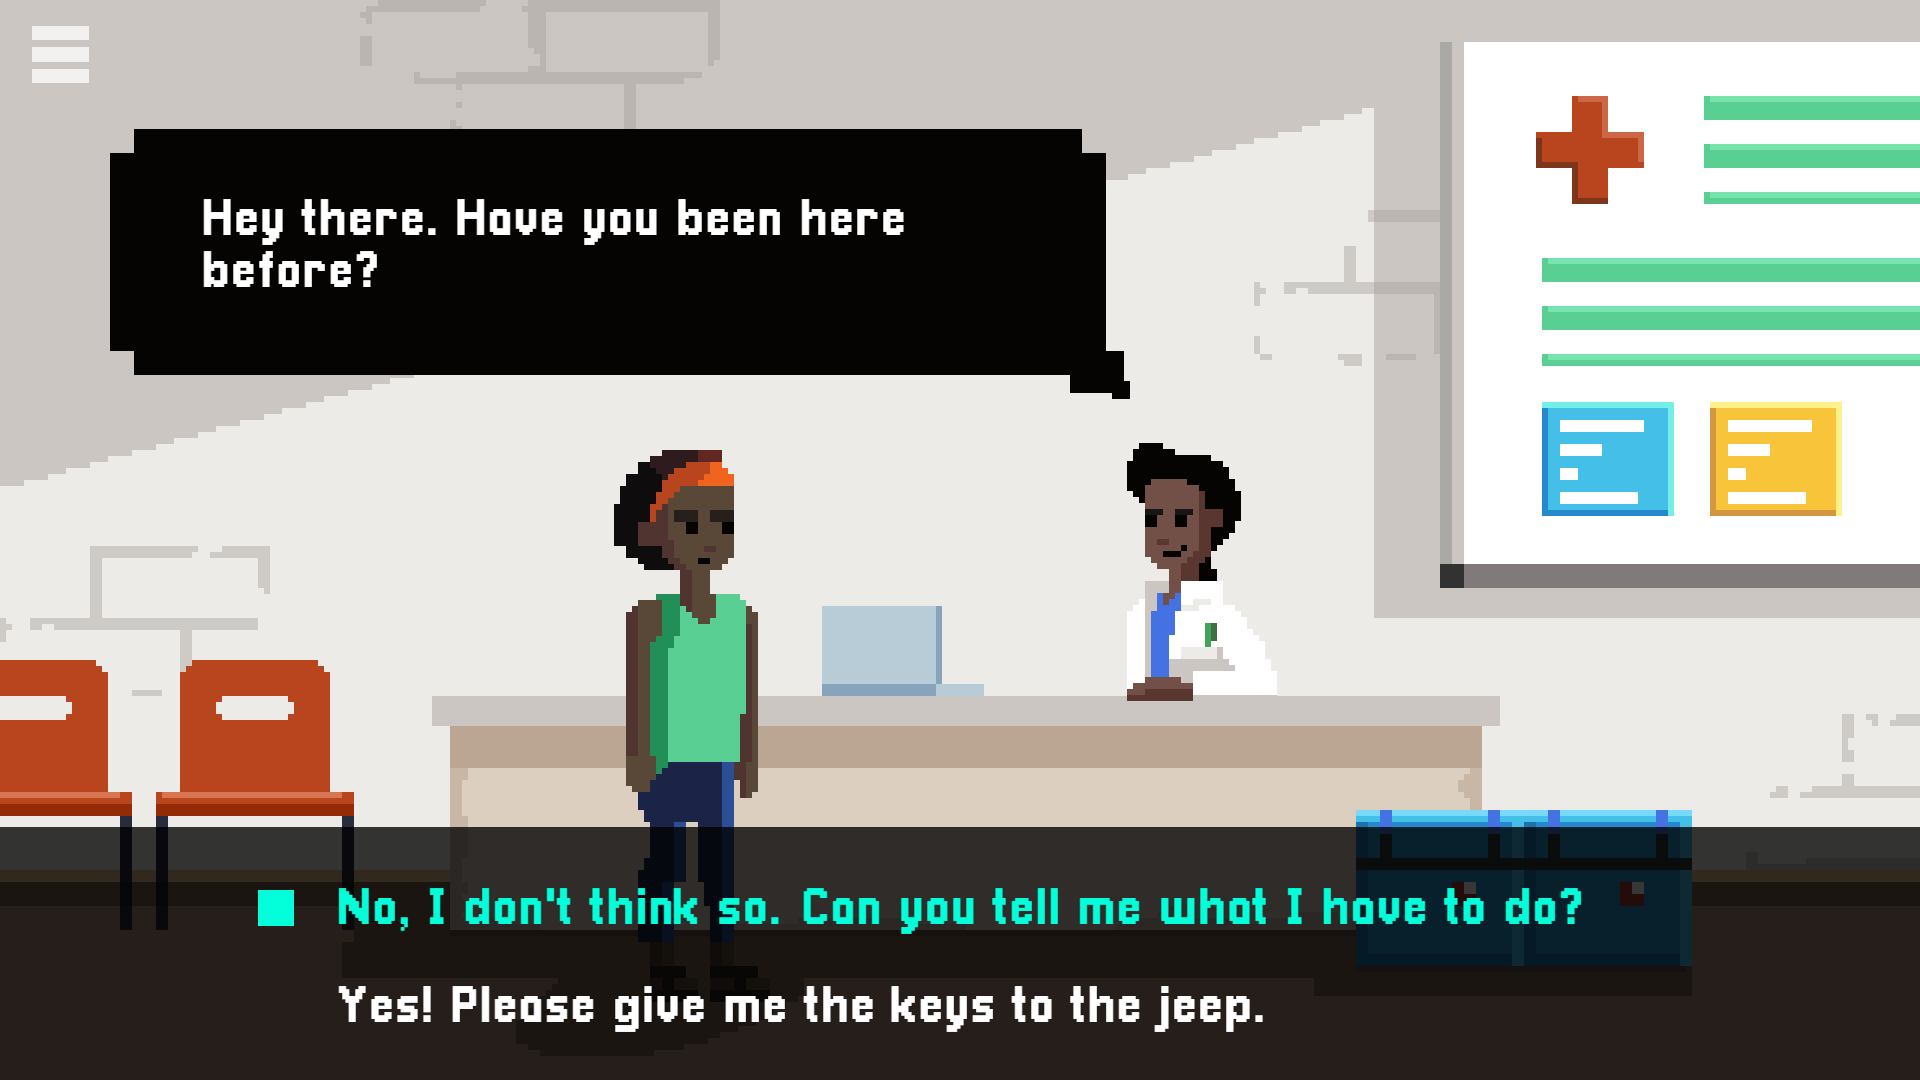 Hey there. Have you been here
before?
No, I don't think so. Can you tell me what I have to do?
Yes! Please give me the keys to the jeep.